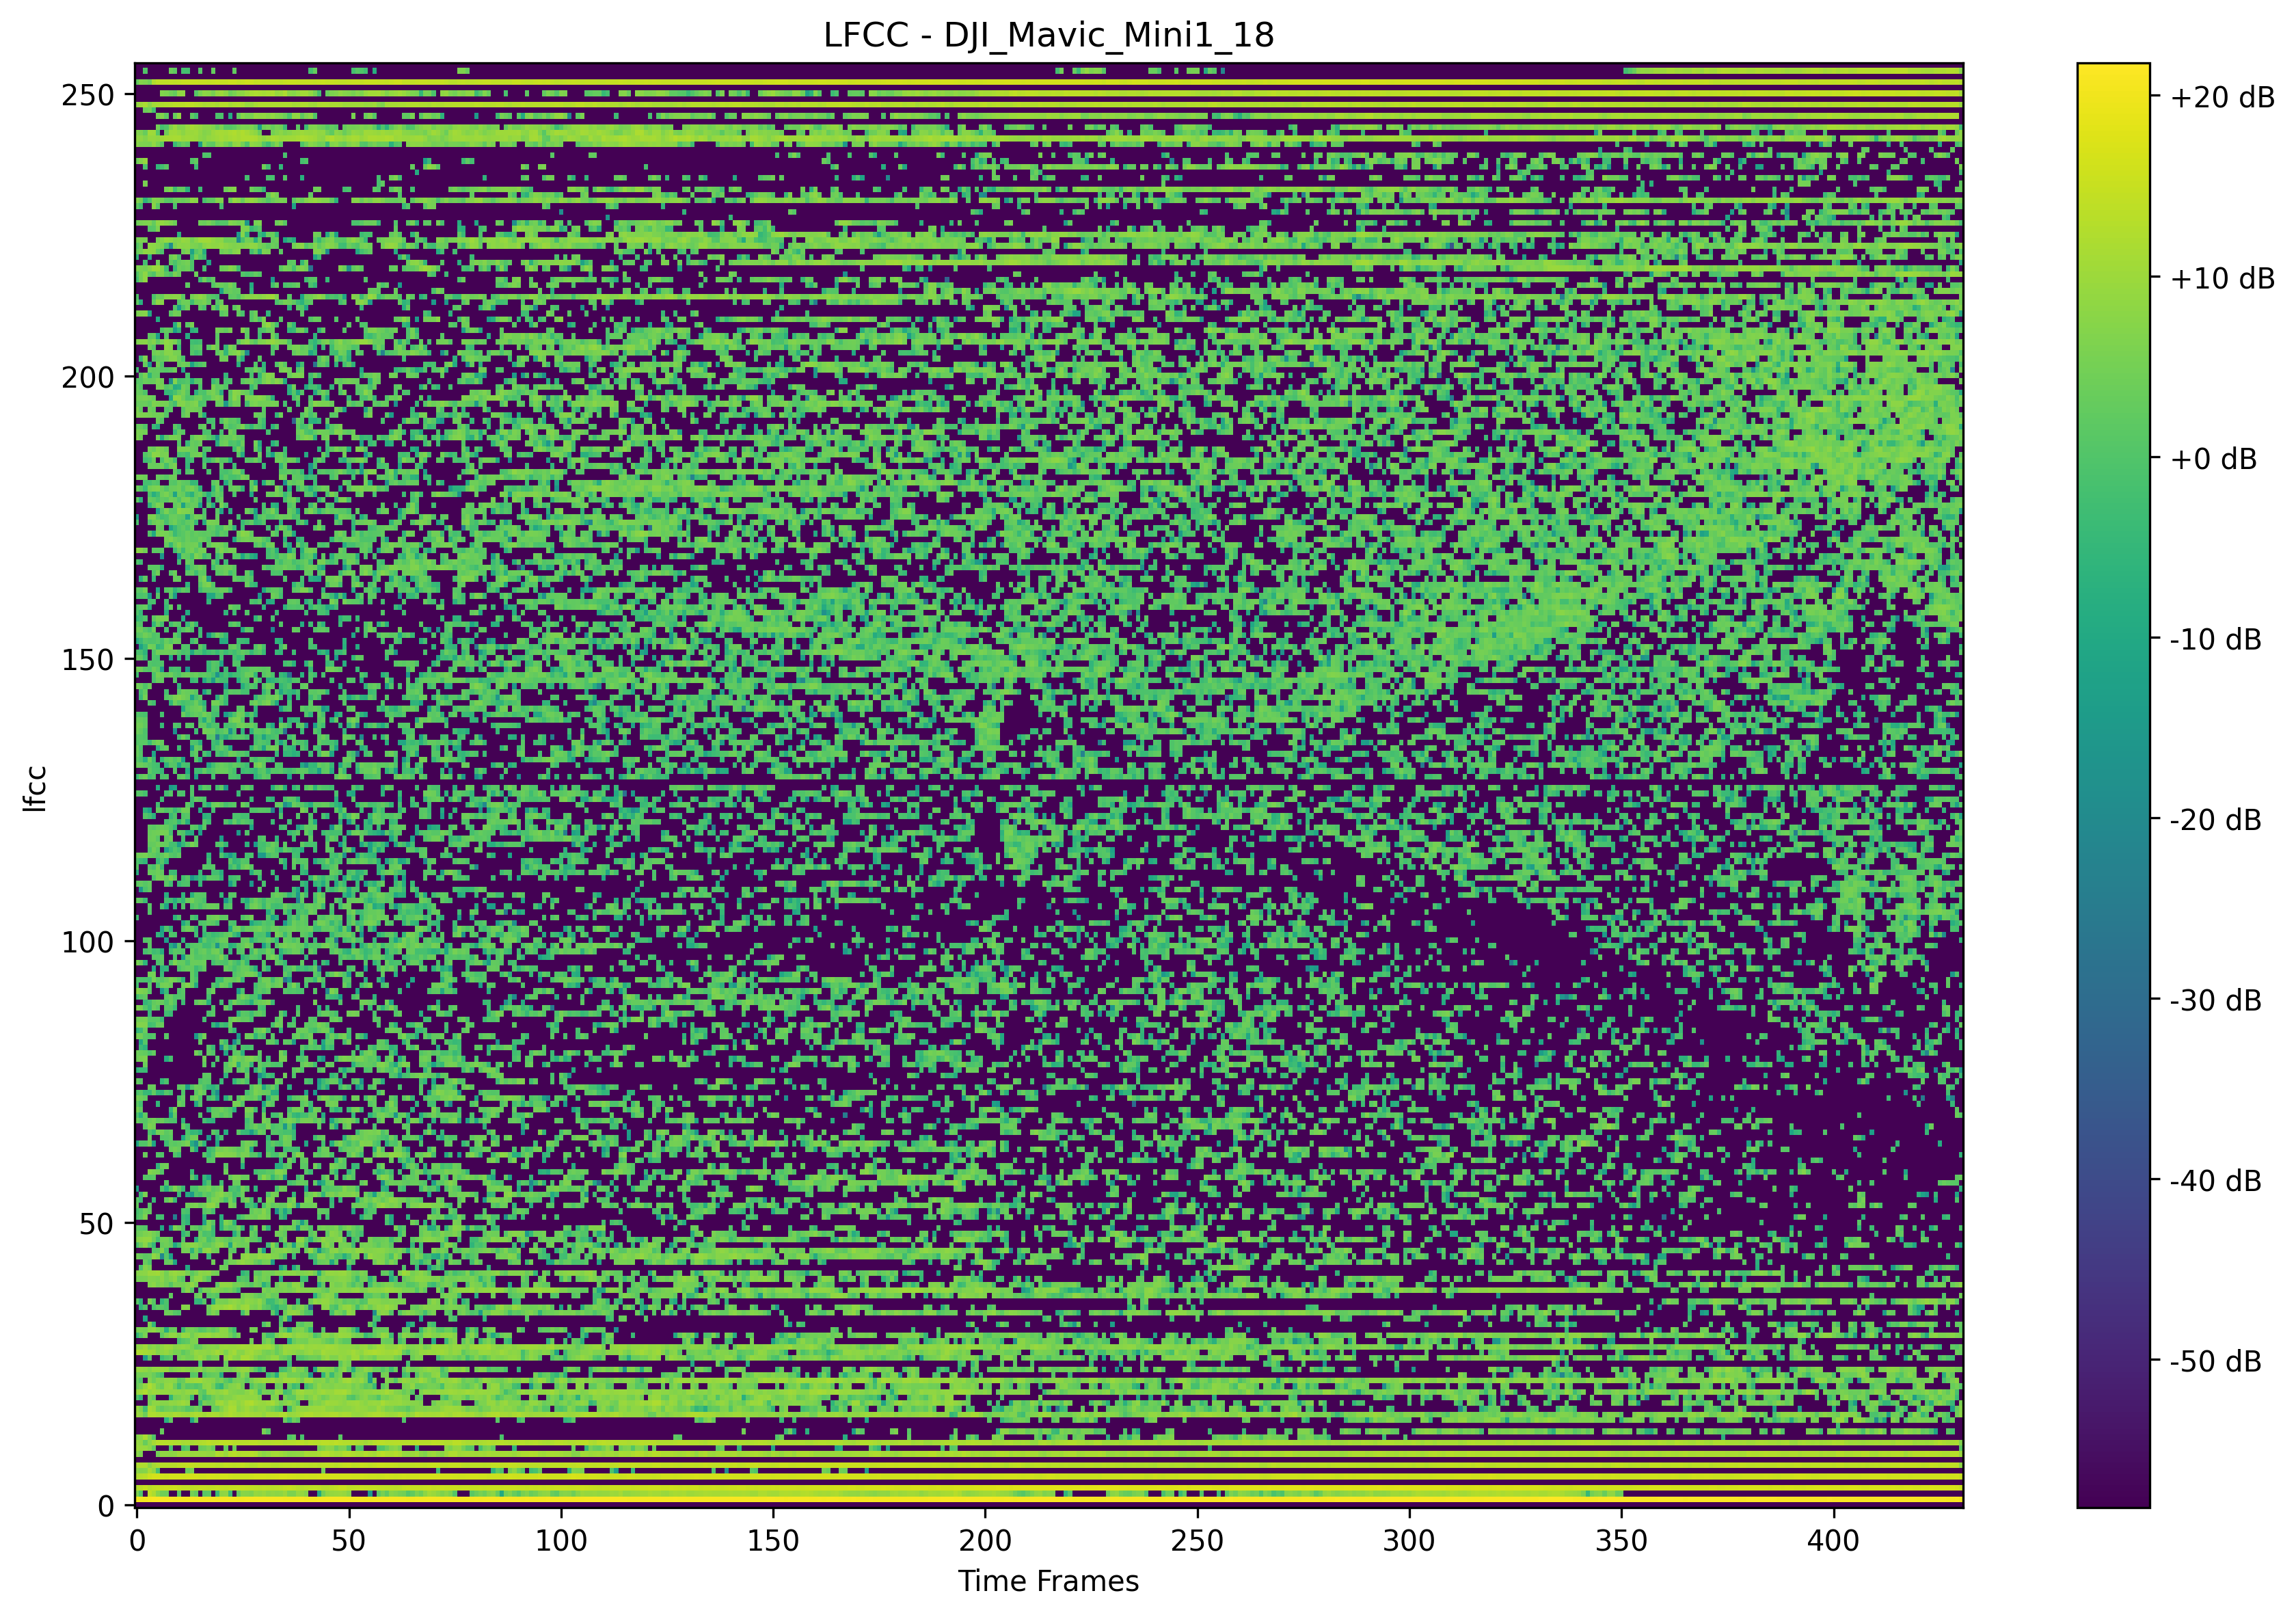 LFCC - DJI_Mavic_Mini1_18
250
200
150
100
50
0
lfcc
0 50 100 150 200 250 300 350 400
Time Frames
+20 dB
+10 dB
+0 dB
-10 dB
-20 dB
-30 dB
-40 dB
-50 dB